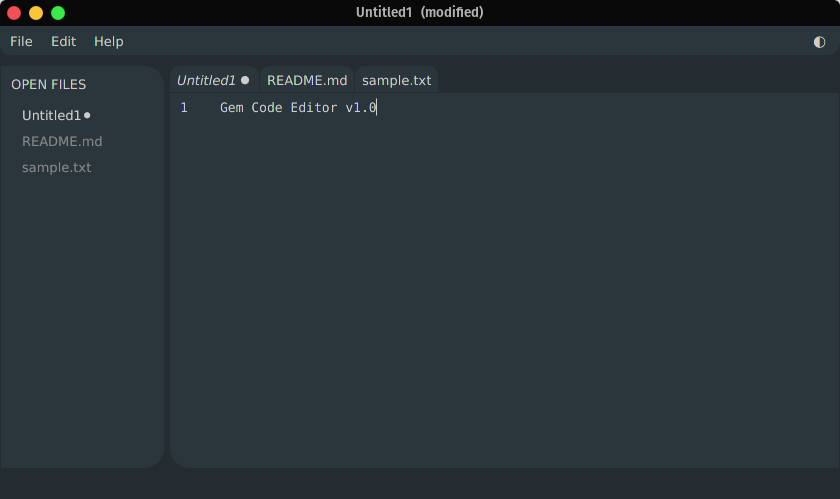 Untitled1 (modified)
File Edit Help
OPEN FILES
Untitled1
README.md
sample.txt
Untitled1 README.md sample.txt
1 Gem Code Editor v1.0